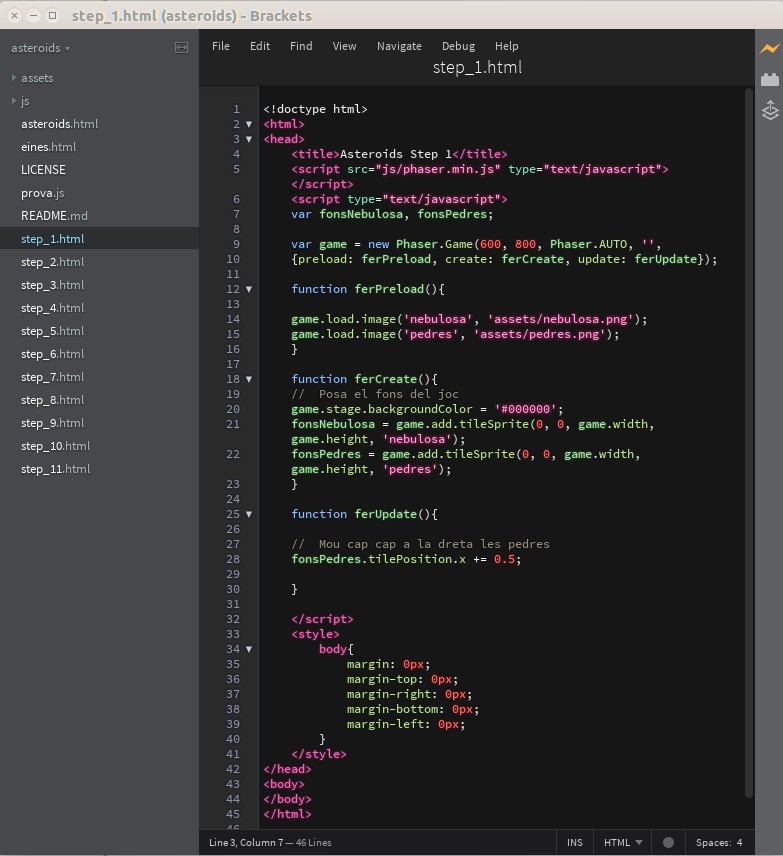 step_1.html (asteroids) - Brackets
asteroids
assets
js
asteroids.html
eines.html
LICENSE
prova.js
README.md
step_1.html
step_2.html
step_3.html
step_4.html
step_5.html
step_6.html
step_7.html
step_8.html
step_9.html
step_10.html
step_11.html
File Edit Find View Navigate Debug Help
step_1.html
1 <!doctype html>
2 <html>
3 <head>
4 <title>Asteroids Step 1</title>
5 <script src="js/phaser.min.js" type="text/javascript">
</script>
6 <script type="text/javascript">
7 var fonsNebulosa, fonsPedres;
8
9 var game = new Phaser.Game(600, 800, Phaser.AUTO, '',
10 {preload: ferPreload, create: ferCreate, update: ferUpdate});
11
12 function ferPreload(){
13
14 game.load.image('nebulosa', 'assets/nebulosa.png');
15 game.load.image('pedres', 'assets/pedres.png');
16 }
17
18 function ferCreate(){
19 // Posa el fons del joc
20 game.stage.backgroundColor = '#000000';
21 fonsNebulosa = game.add.tileSprite(0, 0, game.width,
game.height, 'nebulosa');
22 fonsPedres = game.add.tileSprite(0, 0, game.width,
game.height, 'pedres');
23 }
24
25 function ferUpdate(){
26
27 // Mou cap cap a la dreta les pedres
28 fonsPedres.tilePosition.x += 0.5;
29
30 }
31
32 </script>
33 <style>
34 body{
35 margin: 0px;
36 margin-top: 0px;
37 margin-right: 0px;
38 margin-bottom: 0px;
39 margin-left: 0px;
40 }
41 </style>
42 </head>
43 <body>
44 </body>
45 </html>
46
Line 3, Column 7 — 46 Lines INS HTML Spaces: 4